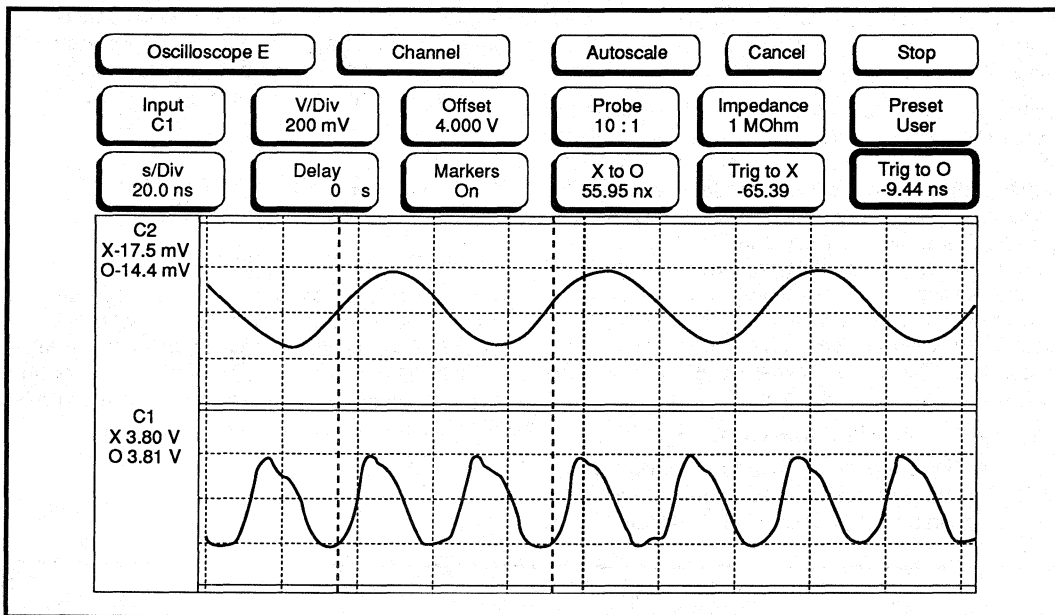 Oscilloscope E
Channel
Autoscale
Cancel
Stop
Input
C1
V/Div
200 mV
Offset
4.000 V
Probe
10 : 1
Impedance
1 MOhm
Preset
User
s/Div
20.0 ns
Delay
0 s
Markers
On
X to O
55.95 nx
Trig to X
-65.39
Trig to O
-9.44 ns
C2
X-17.5 mV
O-14.4 mV
C1
X 3.80 V
O 3.81 V